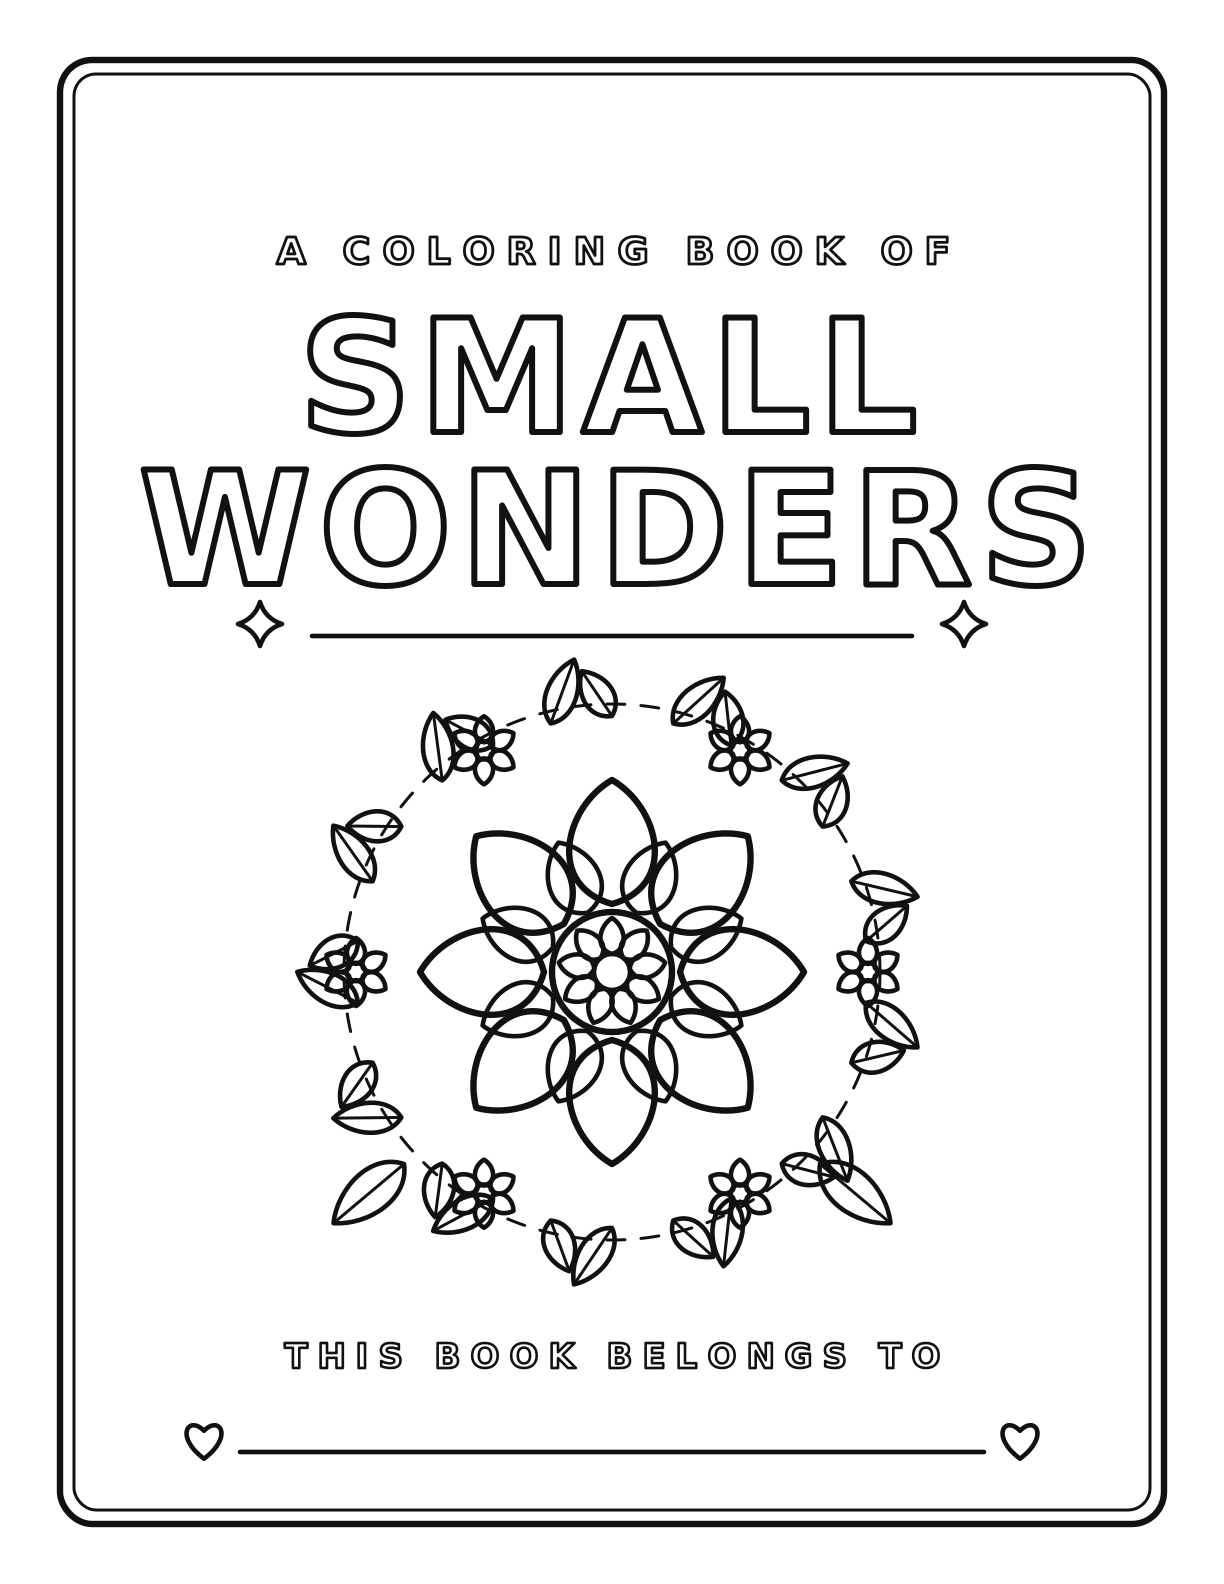 A COLORING BOOK OF
SMALL
WONDERS
THIS BOOK BELONGS TO